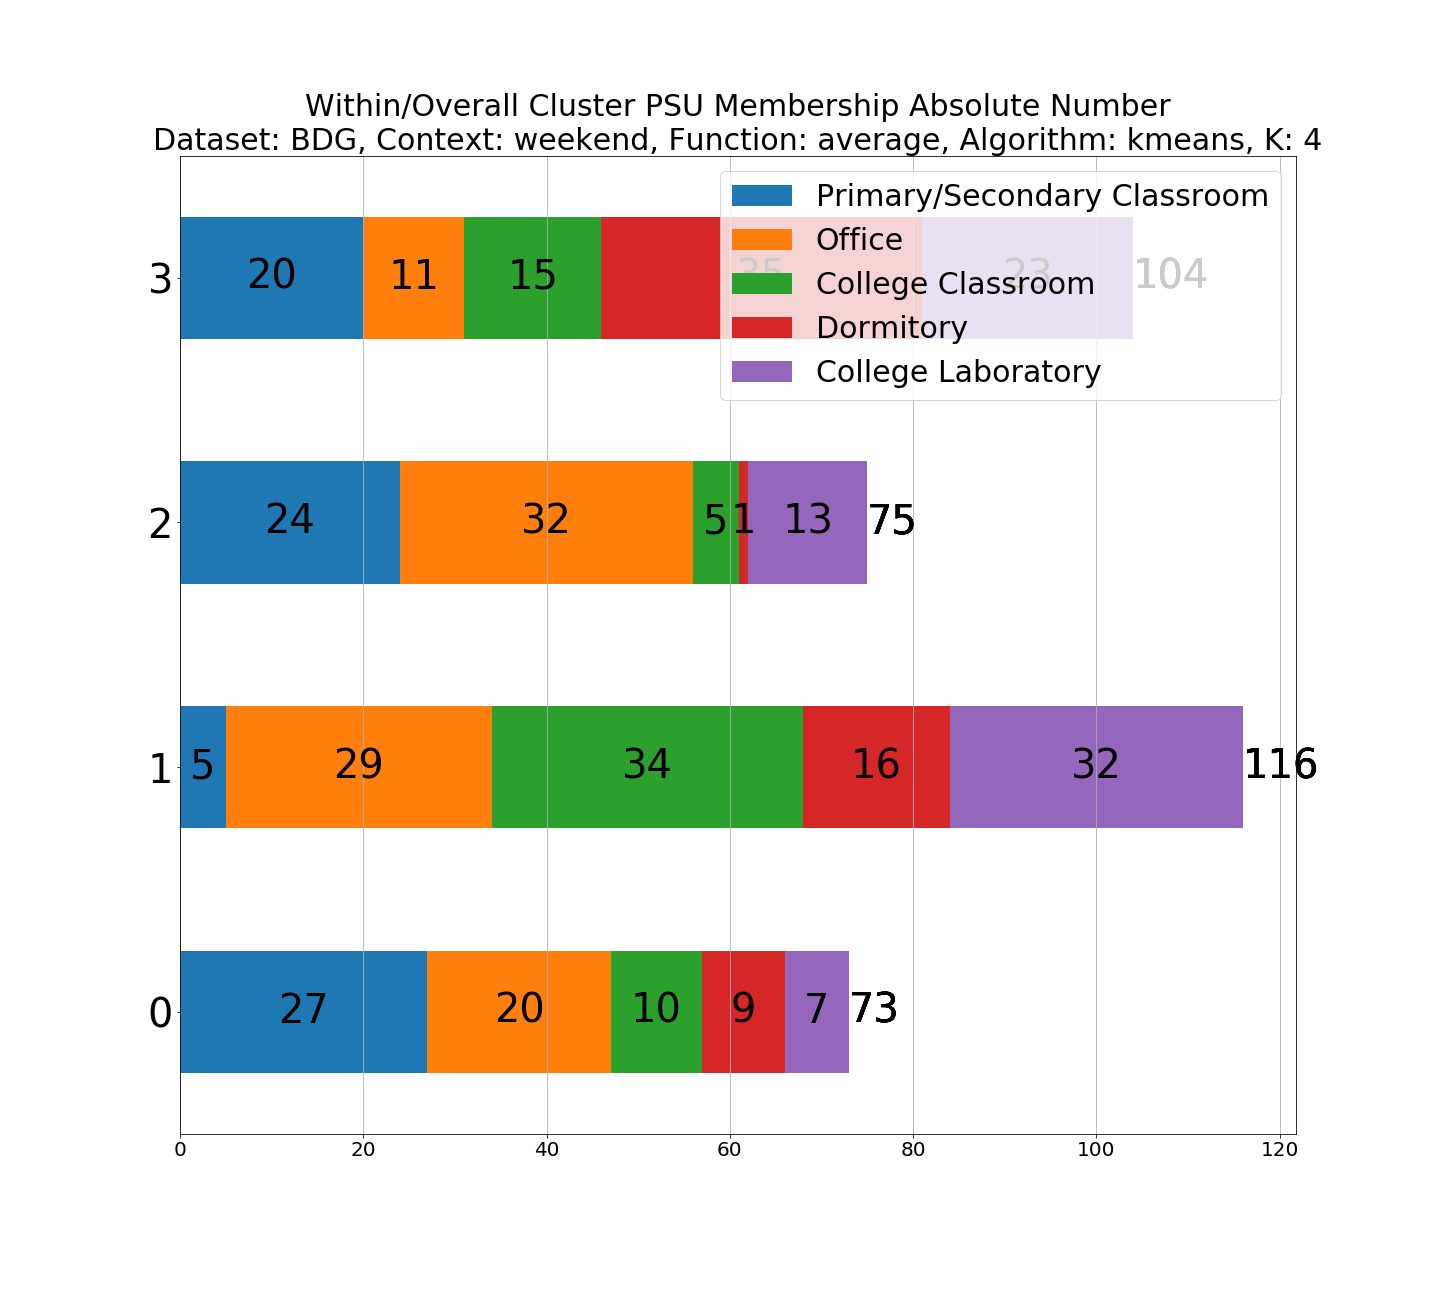 Within/Overall Cluster PSU Membership Absolute Number
Dataset: BDG, Context: weekend, Function: average, Algorithm: kmeans, K: 4
Primary/Secondary Classroom
Office
College Classroom
Dormitory
College Laboratory
3 20 11 15 35 23 104
2 24 32 5 1 13 75
1 5 29 34 16 32 116
0 27 20 10 9 7 73
0 20 40 60 80 100 120